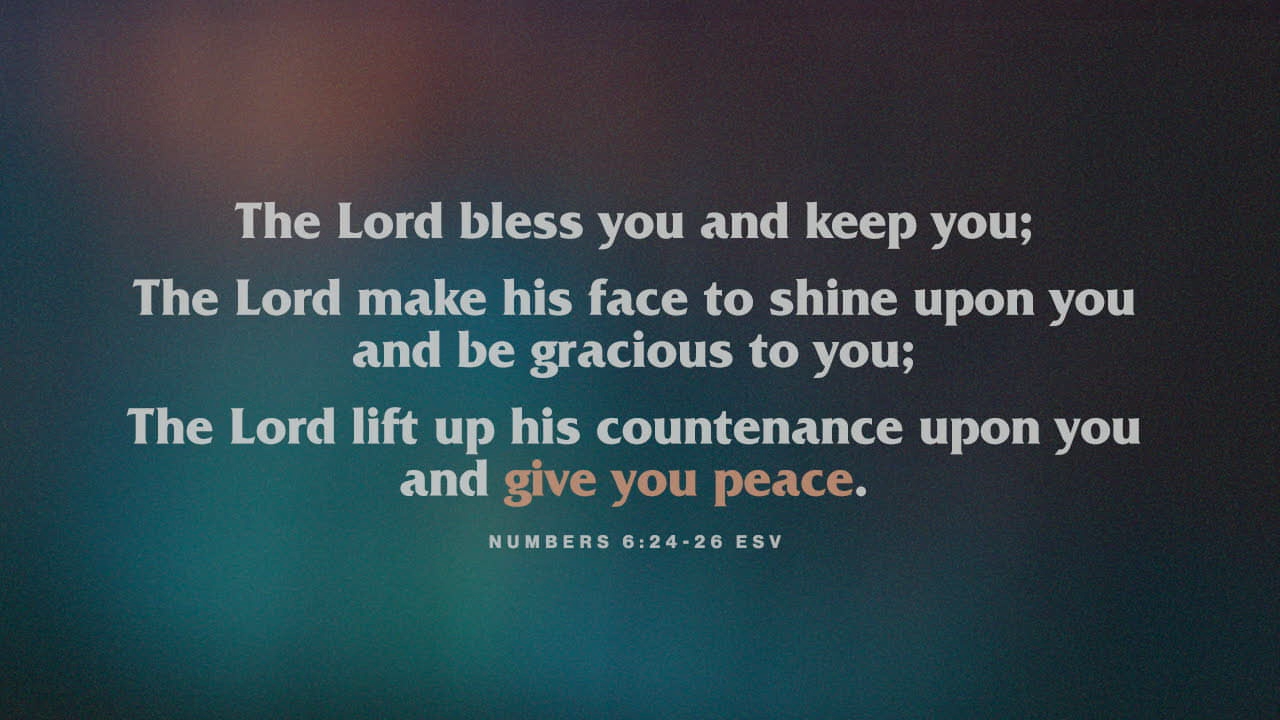 The Lord bless you and keep you;
The Lord make his face to shine upon you
and be gracious to you;
The Lord lift up his countenance upon you
and give you peace.
NUMBERS 6:24-26 ESV